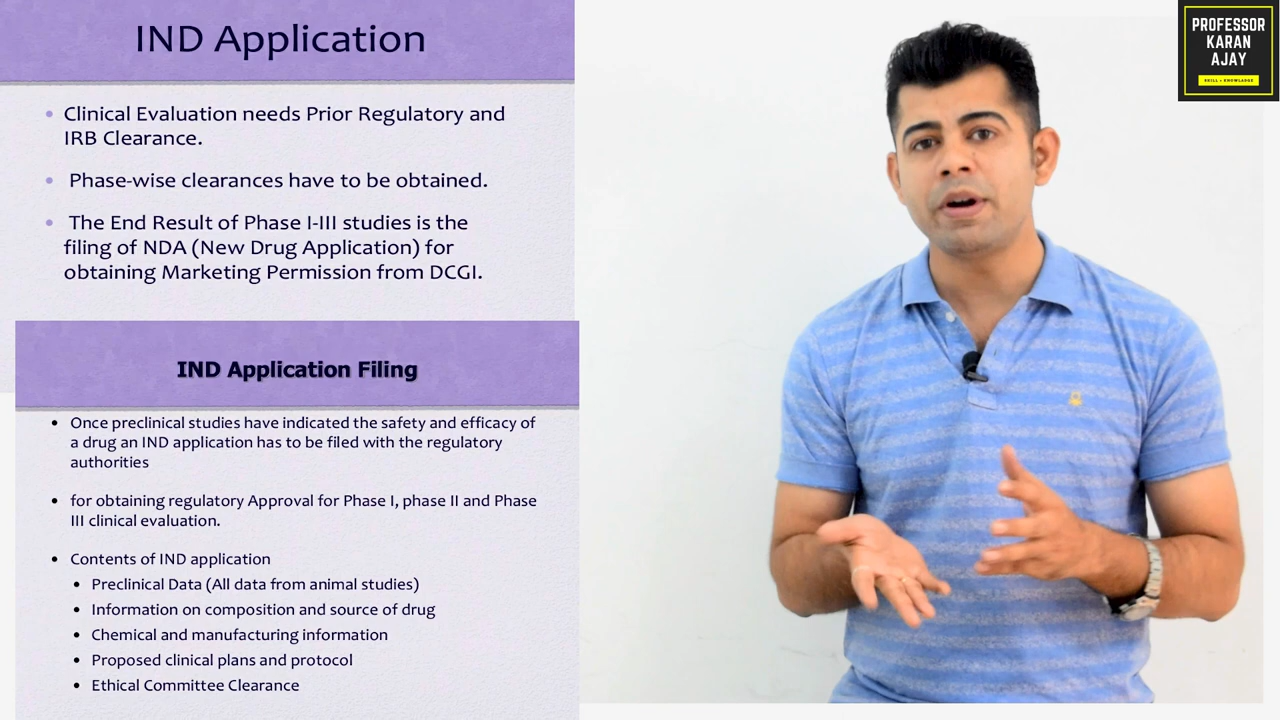 IND Application
• Clinical Evaluation needs Prior Regulatory and
IRB Clearance.
• Phase-wise clearances have to be obtained.
• The End Result of Phase I-III studies is the
filing of NDA (New Drug Application) for
obtaining Marketing Permission from DCGI.
IND Application Filing
• Once preclinical studies have indicated the safety and efficacy of
a drug an IND application has to be filed with the regulatory
authorities
• for obtaining regulatory Approval for Phase I, phase II and Phase
III clinical evaluation.
• Contents of IND application
• Preclinical Data (All data from animal studies)
• Information on composition and source of drug
• Chemical and manufacturing information
• Proposed clinical plans and protocol
• Ethical Committee Clearance
PROFESSOR
KARAN
AJAY
SKILL + KNOWLEDGE